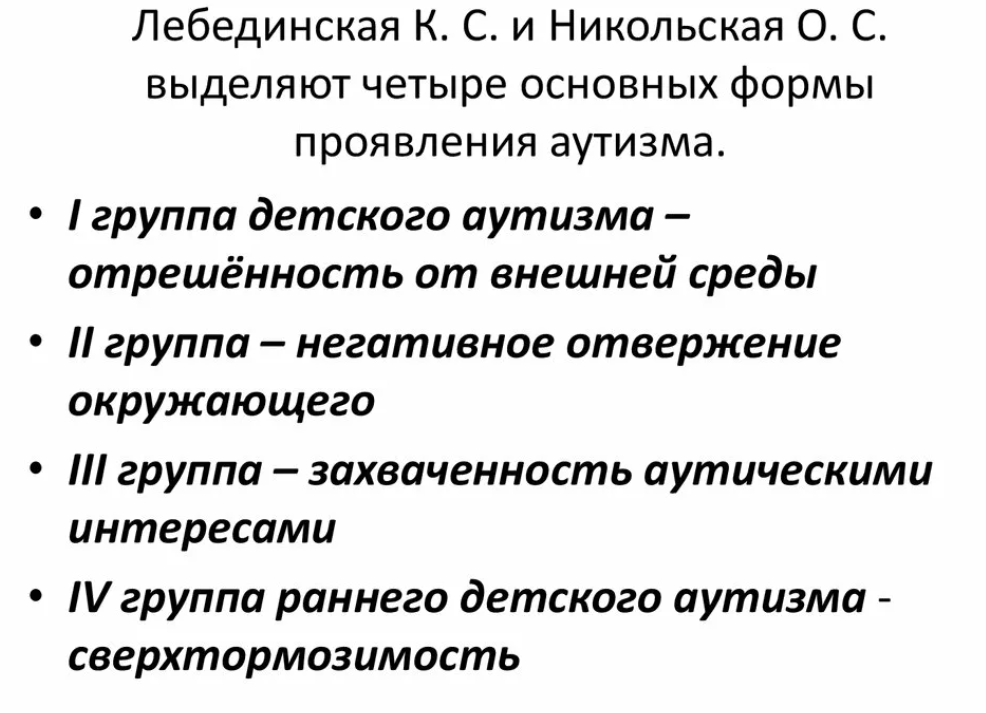 Лебединская К. С. и Никольская О. С.
выделяют четыре основных формы
проявления аутизма.
• I группа детского аутизма –
отрешённость от внешней среды
• II группа – негативное отвержение
окружающего
• III группа – захваченность аутическими
интересами
• IV группа раннего детского аутизма -
сверхтормозимость